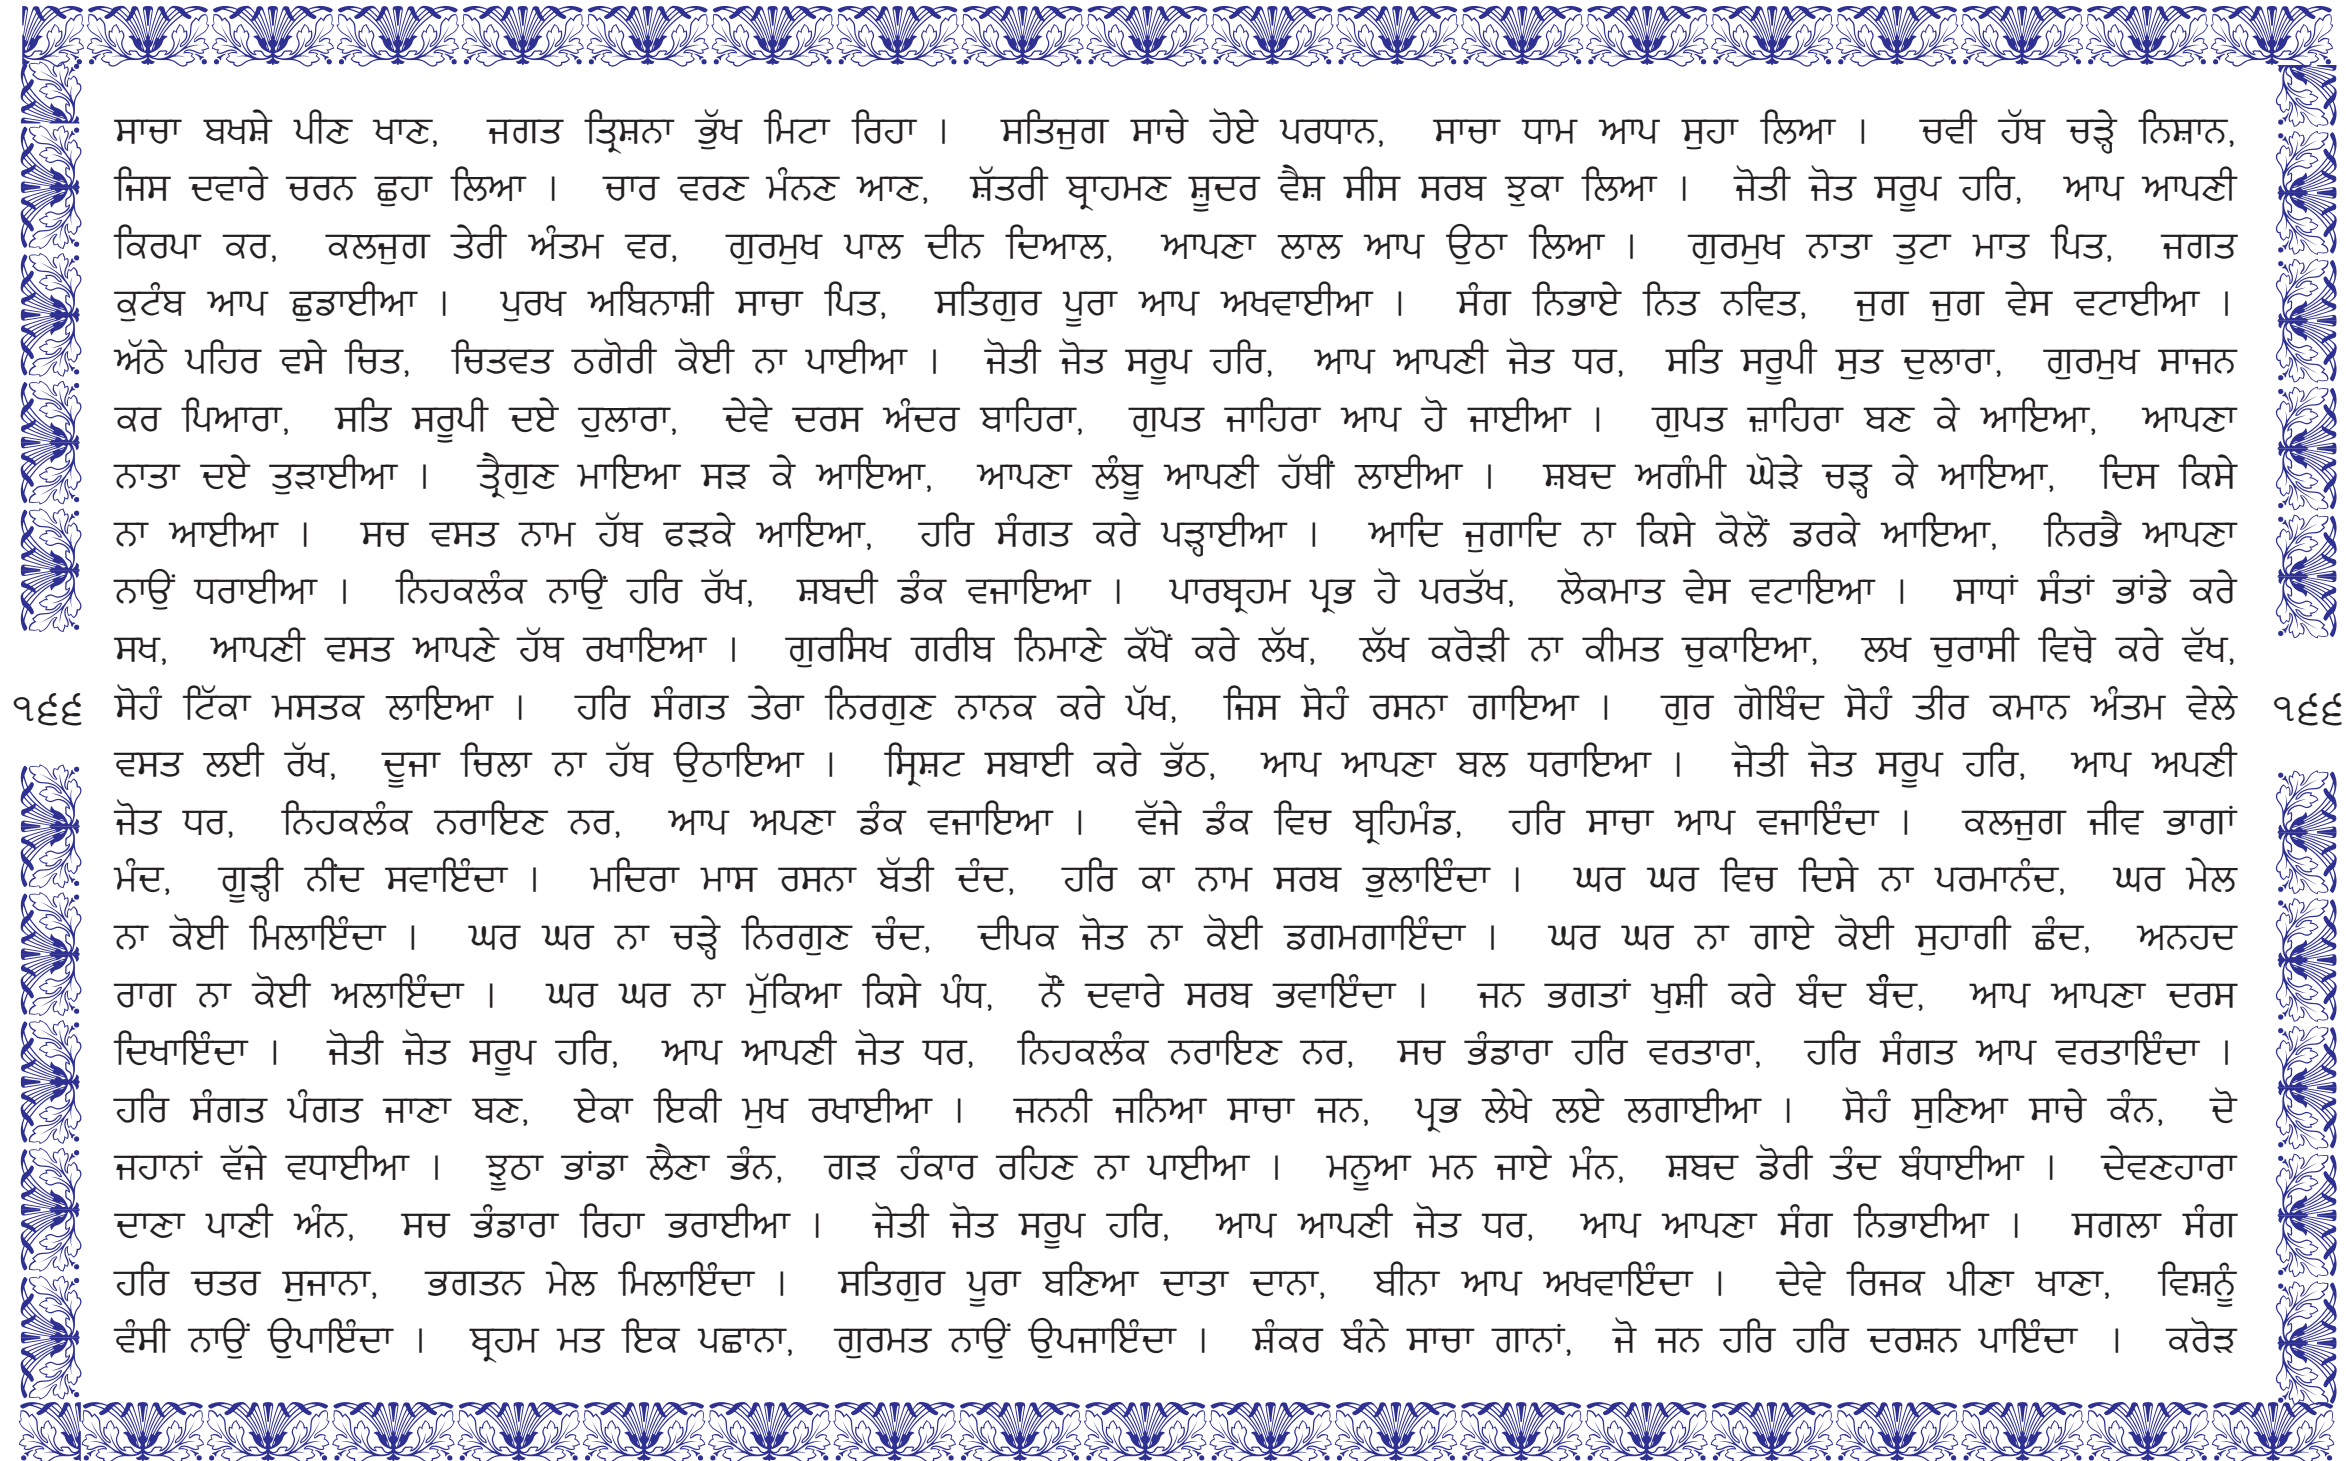 ਸਾਚਾ ਬਖਸ਼ੇ ਪੀਣ ਖਾਣ, ਜਗਤ ਤ੍ਰਿਸ਼ਨਾ ਭੁੱਖ ਮਿਟਾ ਰਿਹਾ । ਸਤਿਜੁਗ ਸਾਚੇ ਹੋਏ ਪਰਧਾਨ, ਸਾਚਾ ਧਾਮ ਆਪ ਸੁਹਾ ਲਿਆ । ਚਵੀ ਹੱਥ ਚੜ੍ਹੇ ਨਿਸ਼ਾਨ,
ਜਿਸ ਦਵਾਰੇ ਚਰਨ ਛੁਹਾ ਲਿਆ । ਚਾਰ ਵਰਣ ਮੰਨਣ ਆਣ, ਸ਼ੱਤਰੀ ਬ੍ਰਾਹਮਣ ਸ਼ੂਦਰ ਵੈਸ਼ ਸੀਸ ਸਰਬ ਝੁਕਾ ਲਿਆ । ਜੋਤੀ ਜੋਤ ਸਰੂਪ ਹਰਿ, ਆਪ ਆਪਣੀ
ਕਿਰਪਾ ਕਰ, ਕਲਜੁਗ ਤੇਰੀ ਅੰਤਮ ਵਰ, ਗੁਰਮੁਖ ਪਾਲ ਦੀਨ ਦਿਆਲ, ਆਪਣਾ ਲਾਲ ਆਪ ਉਠਾ ਲਿਆ । ਗੁਰਮੁਖ ਨਾਤਾ ਤੁਟਾ ਮਾਤ ਪਿਤ, ਜਗਤ
ਕੁਟੰਬ ਆਪ ਛੁਡਾਈਆ । ਪੁਰਖ ਅਬਿਨਾਸ਼ੀ ਸਾਚਾ ਪਿਤ, ਸਤਿਗੁਰ ਪੂਰਾ ਆਪ ਅਖਵਾਈਆ । ਸੰਗ ਨਿਭਾਏ ਨਿਤ ਨਵਿਤ, ਜੁਗ ਜੁਗ ਵੇਸ ਵਟਾਈਆ ।
ਅੱਠੇ ਪਹਿਰ ਵਸੇ ਚਿਤ, ਚਿਤਵਤ ਠਗੋਰੀ ਕੋਈ ਨਾ ਪਾਈਆ । ਜੋਤੀ ਜੋਤ ਸਰੂਪ ਹਰਿ, ਆਪ ਆਪਣੀ ਜੋਤ ਧਰ, ਸਤਿ ਸਰੂਪੀ ਸੁਤ ਦੁਲਾਰਾ, ਗੁਰਮੁਖ ਸਾਜਨ
ਕਰ ਪਿਆਰਾ, ਸਤਿ ਸਰੂਪੀ ਦਏ ਹੁਲਾਰਾ, ਦੇਵੇ ਦਰਸ ਅੰਦਰ ਬਾਹਿਰਾ, ਗੁਪਤ ਜਾਹਿਰਾ ਆਪ ਹੋ ਜਾਈਆ । ਗੁਪਤ ਜ਼ਾਹਿਰਾ ਬਣ ਕੇ ਆਇਆ, ਆਪਣਾ
ਨਾਤਾ ਦਏ ਤੁੜਾਈਆ । ਤ੍ਰੈਗੁਣ ਮਾਇਆ ਸੜ ਕੇ ਆਇਆ, ਆਪਣਾ ਲੰਬੂ ਆਪਣੀ ਹੱਥੀਂ ਲਾਈਆ । ਸ਼ਬਦ ਅਗੰਮੀ ਘੋੜੇ ਚੜ੍ਹ ਕੇ ਆਇਆ, ਦਿਸ ਕਿਸੇ
ਨਾ ਆਈਆ । ਸਚ ਵਸਤ ਨਾਮ ਹੱਥ ਫੜਕੇ ਆਇਆ, ਹਰਿ ਸੰਗਤ ਕਰੇ ਪੜ੍ਹਾਈਆ । ਆਦਿ ਜੁਗਾਦਿ ਨਾ ਕਿਸੇ ਕੋਲੋਂ ਡਰਕੇ ਆਇਆ, ਨਿਰਭੈ ਆਪਣਾ
ਨਾਉਂ ਧਰਾਈਆ । ਨਿਹਕਲੰਕ ਨਾਉਂ ਹਰਿ ਰੱਖ, ਸ਼ਬਦੀ ਡੰਕ ਵਜਾਇਆ । ਪਾਰਬ੍ਰਹਮ ਪ੍ਰਭ ਹੋ ਪਰਤੱਖ, ਲੋਕਮਾਤ ਵੇਸ ਵਟਾਇਆ । ਸਾਧਾਂ ਸੰਤਾਂ ਭਾਂਡੇ ਕਰੇ
ਸਖ, ਆਪਣੀ ਵਸਤ ਆਪਣੇ ਹੱਥ ਰਖਾਇਆ । ਗੁਰਸਿਖ ਗਰੀਬ ਨਿਮਾਣੇ ਕੱਖੋਂ ਕਰੇ ਲੱਖ, ਲੱਖ ਕਰੋੜੀ ਨਾ ਕੀਮਤ ਚੁਕਾਇਆ, ਲਖ ਚੁਰਾਸੀ ਵਿਚੋਂ ਕਰੇ ਵੱਖ,
੧੬੬ ਸੋਹੰ ਟਿੱਕਾ ਮਸਤਕ ਲਾਇਆ । ਹਰਿ ਸੰਗਤ ਤੇਰਾ ਨਿਰਗੁਣ ਨਾਨਕ ਕਰੇ ਪੱਖ, ਜਿਸ ਸੋਹੰ ਰਸਨਾ ਗਾਇਆ । ਗੁਰ ਗੋਬਿੰਦ ਸੋਹੰ ਤੀਰ ਕਮਾਨ ਅੰਤਮ ਵੇਲੇ ੧੬੬
ਵਸਤ ਲਈ ਰੱਖ, ਦੂਜਾ ਚਿਲਾ ਨਾ ਹੱਥ ਉਠਾਇਆ । ਸ੍ਰਿਸ਼ਟ ਸਬਾਈ ਕਰੇ ਭੱਠ, ਆਪ ਆਪਣਾ ਬਲ ਧਰਾਇਆ । ਜੋਤੀ ਜੋਤ ਸਰੂਪ ਹਰਿ, ਆਪ ਅਪਣੀ
ਜੋਤ ਧਰ, ਨਿਹਕਲੰਕ ਨਰਾਇਣ ਨਰ, ਆਪ ਅਪਣਾ ਡੰਕ ਵਜਾਇਆ । ਵੱਜੇ ਡੰਕ ਵਿਚ ਬ੍ਰਹਿਮੰਡ, ਹਰਿ ਸਾਚਾ ਆਪ ਵਜਾਇੰਦਾ । ਕਲਜੁਗ ਜੀਵ ਭਾਗਾਂ
ਮੰਦ, ਗੂੜ੍ਹੀ ਨੀਂਦ ਸਵਾਇੰਦਾ । ਮਦਿਰਾ ਮਾਸ ਰਸਨਾ ਬੱਤੀ ਦੰਦ, ਹਰਿ ਕਾ ਨਾਮ ਸਰਬ ਭੁਲਾਇੰਦਾ । ਘਰ ਘਰ ਵਿਚ ਦਿਸੇ ਨਾ ਪਰਮਾਨੰਦ, ਘਰ ਮੇਲ
ਨਾ ਕੋਈ ਮਿਲਾਇੰਦਾ । ਘਰ ਘਰ ਨਾ ਚੜ੍ਹੇ ਨਿਰਗੁਣ ਚੰਦ, ਦੀਪਕ ਜੋਤ ਨਾ ਕੋਈ ਡਗਮਗਾਇੰਦਾ । ਘਰ ਘਰ ਨਾ ਗਾਏ ਕੋਈ ਸੁਹਾਗੀ ਛੰਦ, ਅਨਹਦ
ਰਾਗ ਨਾ ਕੋਈ ਅਲਾਇੰਦਾ । ਘਰ ਘਰ ਨਾ ਮੁੱਕਿਆ ਕਿਸੇ ਪੰਧ, ਨੌਂ ਦਵਾਰੇ ਸਰਬ ਭਵਾਇੰਦਾ । ਜਨ ਭਗਤਾਂ ਖੁਸ਼ੀ ਕਰੇ ਬੰਦ ਬੰਦ, ਆਪ ਆਪਣਾ ਦਰਸ
ਦਿਖਾਇੰਦਾ । ਜੋਤੀ ਜੋਤ ਸਰੂਪ ਹਰਿ, ਆਪ ਆਪਣੀ ਜੋਤ ਧਰ, ਨਿਹਕਲੰਕ ਨਰਾਇਣ ਨਰ, ਸਚ ਭੰਡਾਰਾ ਹਰਿ ਵਰਤਾਰਾ, ਹਰਿ ਸੰਗਤ ਆਪ ਵਰਤਾਇੰਦਾ ।
ਹਰਿ ਸੰਗਤ ਪੰਗਤ ਜਾਣਾ ਬਣ, ਏਕਾ ਇਕੀ ਮੁਖ ਰਖਾਈਆ । ਜਨਨੀ ਜਨਿਆ ਸਾਚਾ ਜਨ, ਪ੍ਰਭ ਲੇਖੇ ਲਏ ਲਗਾਈਆ । ਸੋਹੰ ਸੁਣਿਆ ਸਾਚੇ ਕੰਨ, ਦੋ
ਜਹਾਨਾਂ ਵੱਜੇ ਵਧਾਈਆ । ਝੂਠਾ ਭਾਂਡਾ ਲੈਣਾ ਭੰਨ, ਗੜ ਹੰਕਾਰ ਰਹਿਣ ਨਾ ਪਾਈਆ । ਮਨੂਆ ਮਨ ਜਾਏ ਮੰਨ, ਸ਼ਬਦ ਡੋਰੀ ਤੰਦ ਬੰਧਾਈਆ । ਦੇਵਣਹਾਰਾ
ਦਾਣਾ ਪਾਣੀ ਅੰਨ, ਸਚ ਭੰਡਾਰਾ ਰਿਹਾ ਭਰਾਈਆ । ਜੋਤੀ ਜੋਤ ਸਰੂਪ ਹਰਿ, ਆਪ ਆਪਣੀ ਜੋਤ ਧਰ, ਆਪ ਆਪਣਾ ਸੰਗ ਨਿਭਾਈਆ । ਸਗਲਾ ਸੰਗ
ਹਰਿ ਚਤਰ ਸੁਜਾਨਾ, ਭਗਤਨ ਮੇਲ ਮਿਲਾਇੰਦਾ । ਸਤਿਗੁਰ ਪੂਰਾ ਬਣਿਆ ਦਾਤਾ ਦਾਨਾ, ਬੀਨਾ ਆਪ ਅਖਵਾਇੰਦਾ । ਦੇਵੇ ਰਿਜਕ ਪੀਣਾ ਖਾਣਾ, ਵਿਸ਼ਨੂੰ
ਵੰਸੀ ਨਾਉਂ ਉਪਾਇੰਦਾ । ਬ੍ਰਹਮ ਮਤ ਇਕ ਪਛਾਨਾ, ਗੁਰਮਤ ਨਾਉਂ ਉਪਜਾਇੰਦਾ । ਸ਼ੰਕਰ ਬੰਨੇ ਸਾਚਾ ਗਾਨਾਂ, ਜੋ ਜਨ ਹਰਿ ਹਰਿ ਦਰਸ਼ਨ ਪਾਇੰਦਾ । ਕਰੋੜ